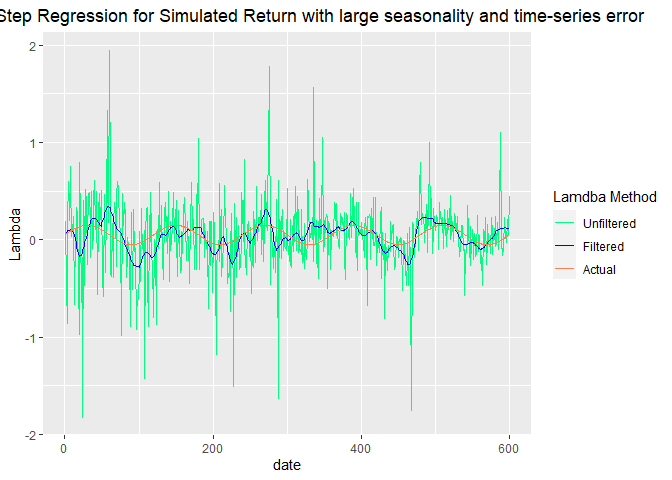 Step Regression for Simulated Return with large seasonality and time-series error
2
1
0
-1
-2
Lambda
0
200
400
600
date
Lamdba Method
Unfiltered
Filtered
Actual